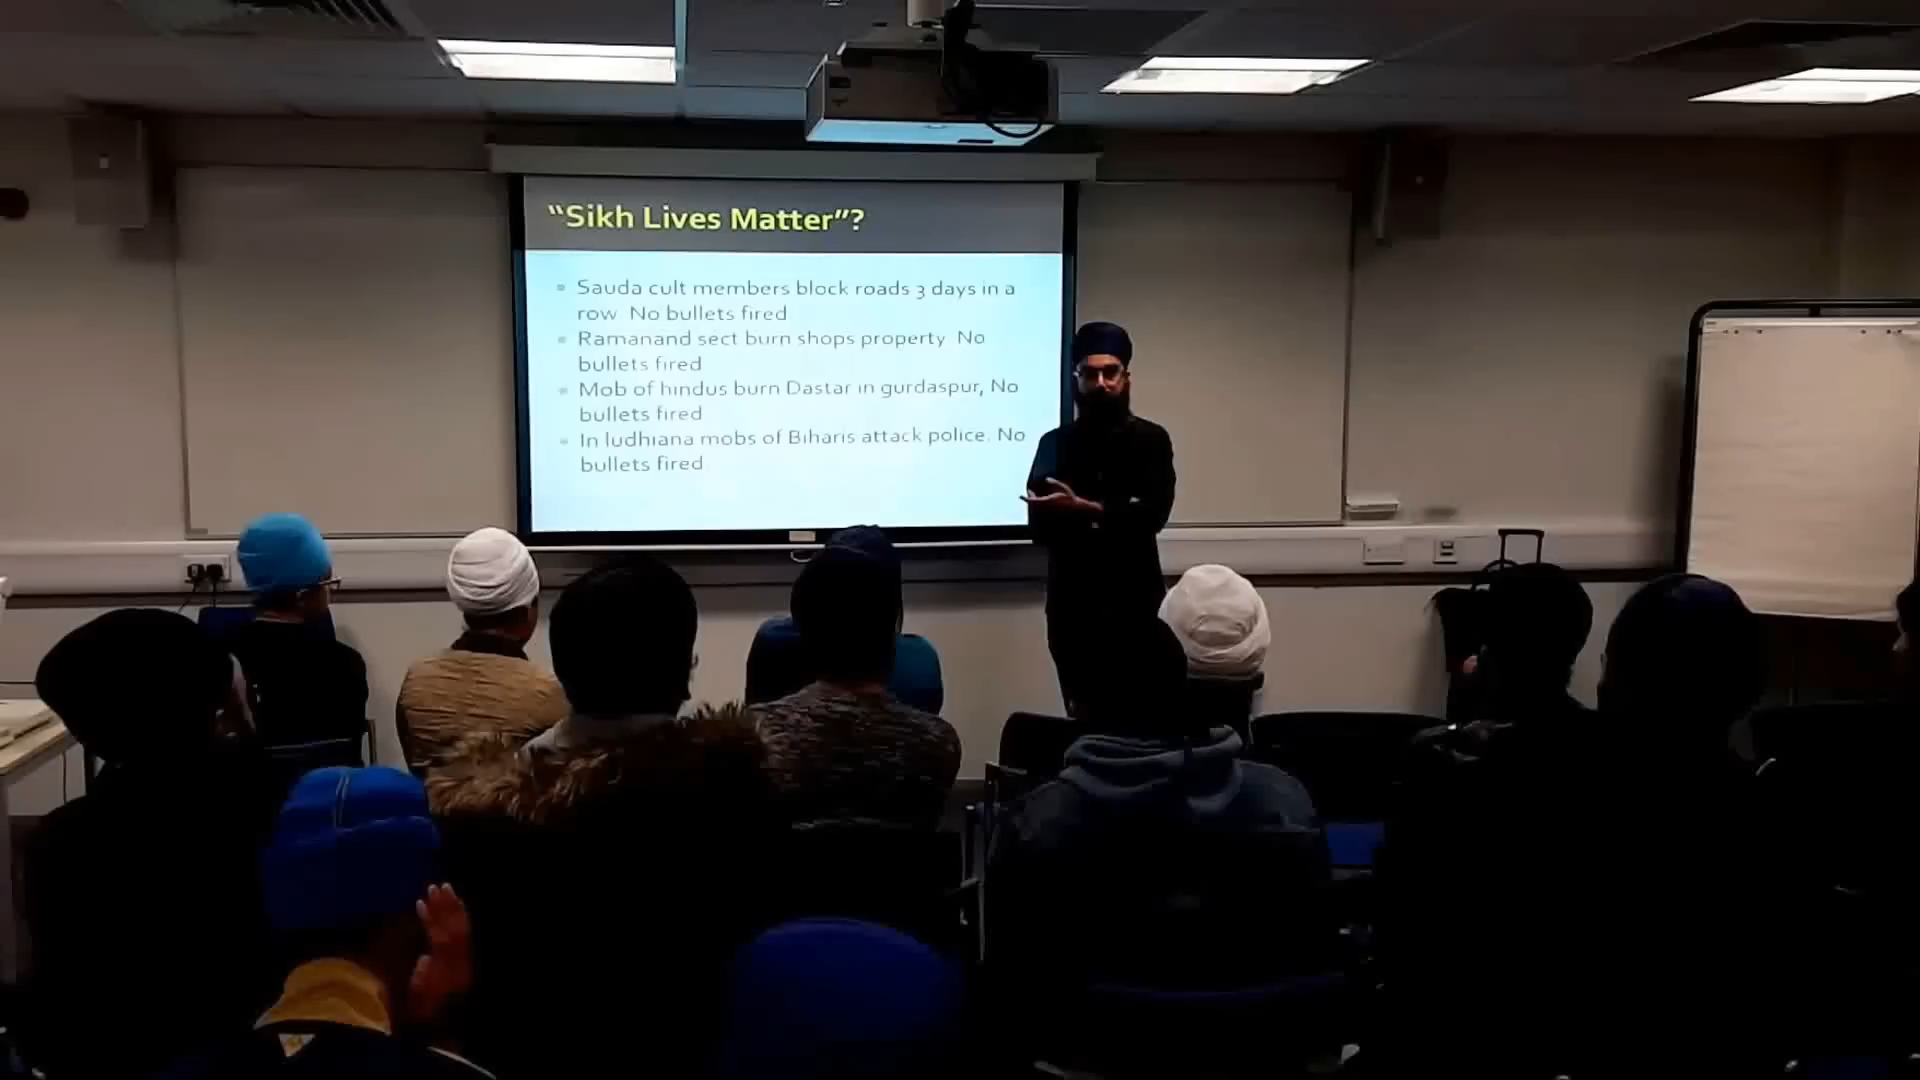 “Sikh Lives Matter”?
Sauda cult members block roads 3 days in a
row No bullets fired
Ramanand sect burn shops property No
bullets fired
Mob of hindus burn Dastar in gurdaspur, No
bullets fired
In ludhiana mobs of Biharis attack police. No
bullets fired